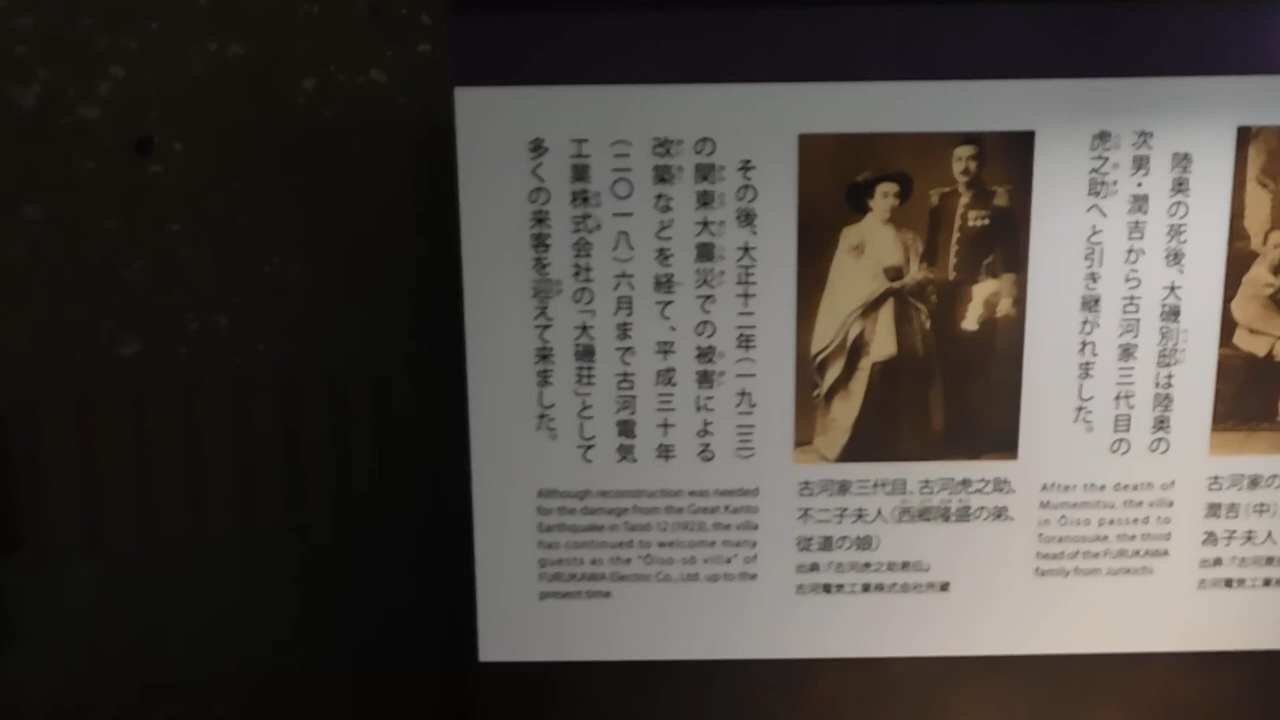 陸奥の死後、大磯別邸は陸奥の
次男・潤吉から古河家三代目の
虎之助へと引き継がれました。
After the death of
Mumemitsu, the villa
in Ōiso passed to
Toranosuke, the third
head of the FURUKAWA
family from Junkichi.
古河家三代目、古河虎之助、
不二子夫人(西郷隆盛の弟、
従道の娘)
出典:『古河虎之助君伝』
古河電気工業株式会社所蔵
その後、大正十二年(一九二三)
の関東大震災での被害による
改築などを経て、平成三十年
(二〇一八)六月まで古河電気
工業株式会社の「大磯荘」として
多くの来客を迎えて来ました。
Although reconstruction was needed
for the damage from the Great Kanto
Earthquake in Taishō 12 (1923), the villa
has continued to welcome many
guests as the "Ōiso-sō villa" of
FURUKAWA Electric Co., Ltd. up to the
present time.
古河家の
潤吉(中)
為子夫人